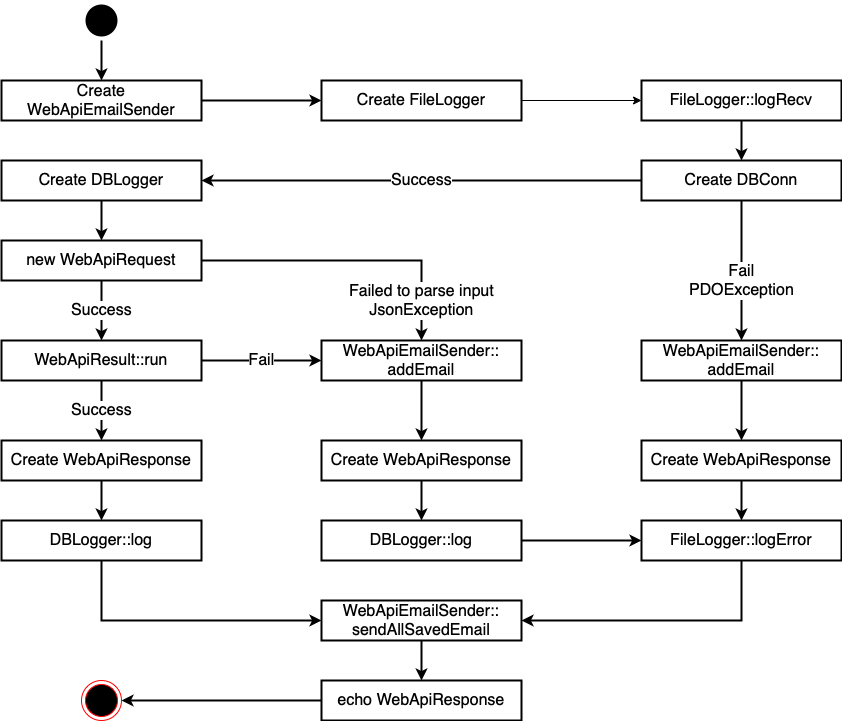 Create
WebApiEmailSender
Create FileLogger
FileLogger::logRecv
Create DBLogger
Success
Create DBConn
new WebApiRequest
Failed to parse input
JsonException
Fail
PDOException
Success
WebApiResult::run
Fail
WebApiEmailSender::
addEmail
WebApiEmailSender::
addEmail
Success
Create WebApiResponse
Create WebApiResponse
Create WebApiResponse
DBLogger::log
DBLogger::log
FileLogger::logError
WebApiEmailSender::
sendAllSavedEmail
echo WebApiResponse